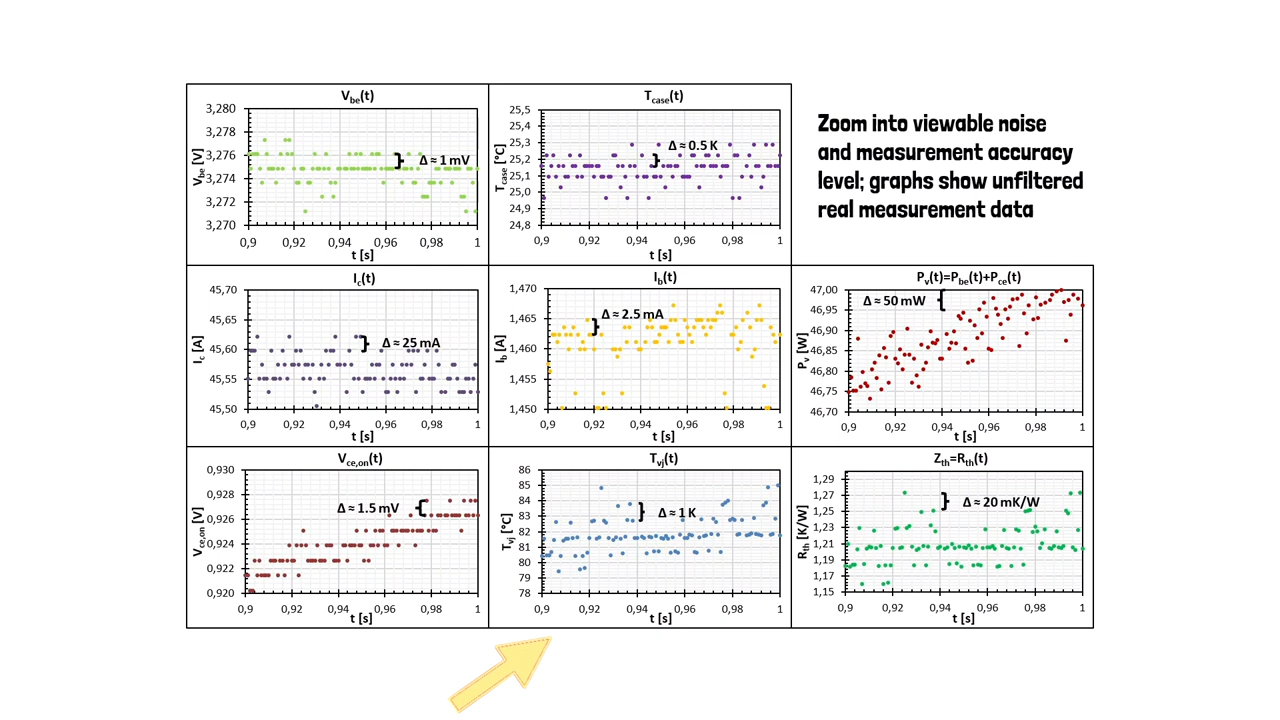 V_be(t)
V_be [V]
3,280
3,278
3,276
3,274
3,272
3,270
Δ ≈ 1 mV
0,9 0,92 0,94 0,96 0,98 1
t [s]
T_case(t)
T_case [°C]
25,5
25,4
25,3
25,2
25,1
25,0
24,9
24,8
Δ ≈ 0.5 K
0,9 0,92 0,94 0,96 0,98 1
t [s]
Zoom into viewable noise
and measurement accuracy
level; graphs show unfiltered
real measurement data
I_c(t)
I_c [A]
45,70
45,65
45,60
45,55
45,50
Δ ≈ 25 mA
0,9 0,92 0,94 0,96 0,98 1
t [s]
I_b(t)
I_b [A]
1,470
1,465
1,460
1,455
1,450
Δ ≈ 2.5 mA
0,9 0,92 0,94 0,96 0,98 1
t [s]
P_v(t)=P_be(t)+P_ce(t)
P_v [W]
47,00
46,95
46,90
46,85
46,80
46,75
46,70
Δ ≈ 50 mW
0,9 0,92 0,94 0,96 0,98 1
t [s]
V_ce,on(t)
V_ce,on [V]
0,930
0,928
0,926
0,924
0,922
0,920
Δ ≈ 1.5 mV
0,9 0,92 0,94 0,96 0,98 1
t [s]
T_vj(t)
T_vj [°C]
86
85
84
83
82
81
80
79
78
Δ ≈ 1 K
0,9 0,92 0,94 0,96 0,98 1
t [s]
Z_th=R_th(t)
R_th [K/W]
1,29
1,27
1,25
1,23
1,21
1,19
1,17
1,15
Δ ≈ 20 mK/W
0,9 0,92 0,94 0,96 0,98 1
t [s]